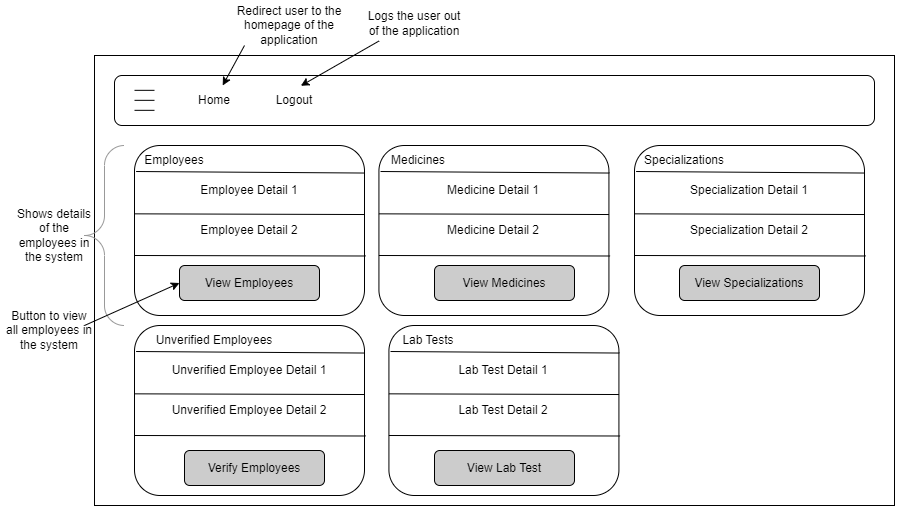 Redirect user to the
homepage of the
application
Logs the user out
of the application
Home
Logout
Shows details
of the
employees in
the system
Button to view
all employees in
the system
Employees
Employee Detail 1
Employee Detail 2
View Employees
Medicines
Medicine Detail 1
Medicine Detail 2
View Medicines
Specializations
Specialization Detail 1
Specialization Detail 2
View Specializations
Unverified Employees
Unverified Employee Detail 1
Unverified Employee Detail 2
Verify Employees
Lab Tests
Lab Test Detail 1
Lab Test Detail 2
View Lab Test